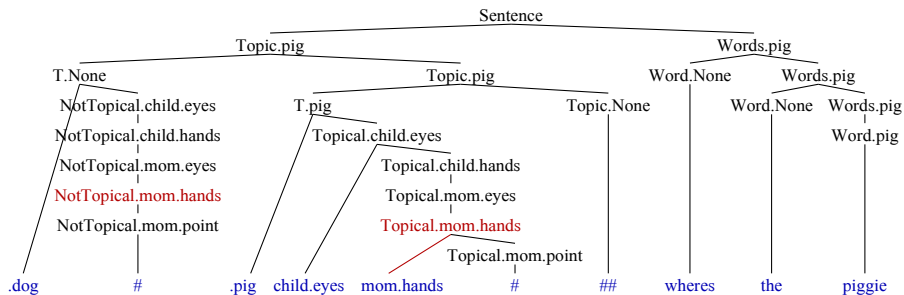 Sentence
Topic.pig Words.pig
T.None Topic.pig Word.None Words.pig
NotTopical.child.eyes T.pig Topic.None Word.None Words.pig
NotTopical.child.hands Topical.child.eyes Word.pig
NotTopical.mom.eyes Topical.child.hands
NotTopical.mom.hands Topical.mom.eyes
NotTopical.mom.point Topical.mom.hands
Topical.mom.point
.dog # .pig child.eyes mom.hands # ## wheres the piggie